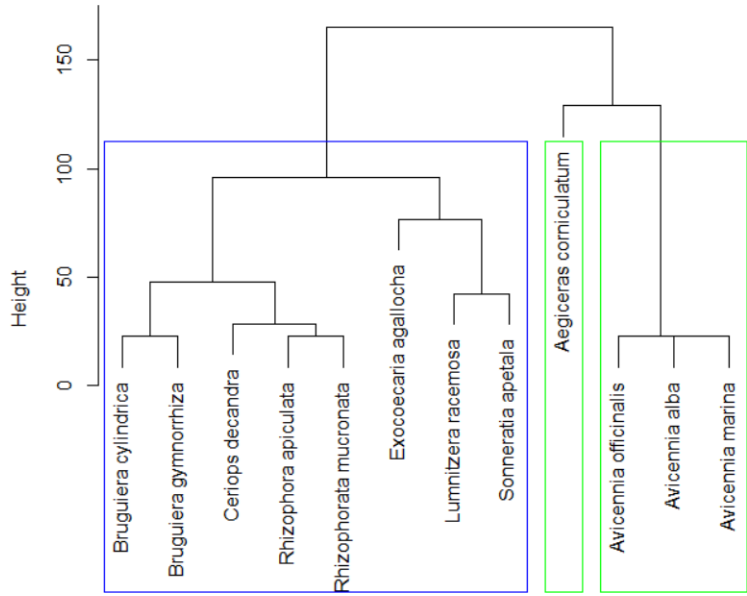 Height
150
100
50
0
Bruguiera cylindrica
Bruguiera gymnorrhiza
Ceriops decandra
Rhizophora apiculata
Rhizophorata mucronata
Exocoecaria agallocha
Lumnitzera racemosa
Sonneratia apetala
Aegiceras corniculatum
Avicennia officinalis
Avicennia alba
Avicennia marina